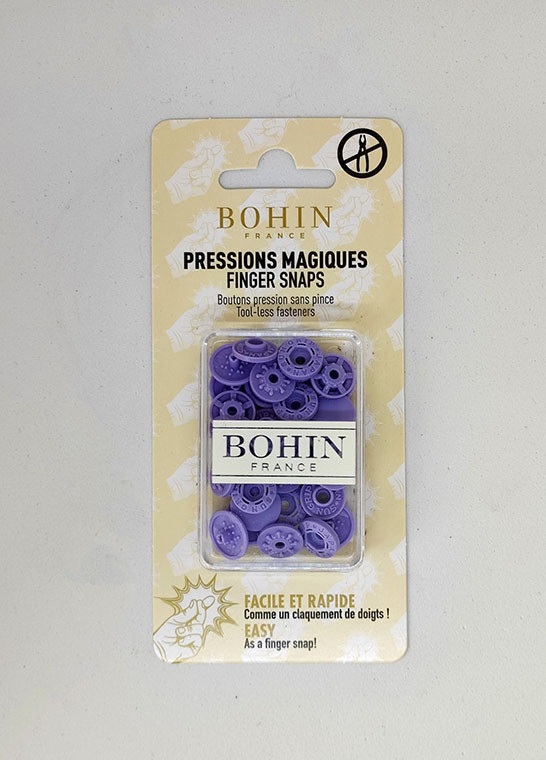 BOHIN
FRANCE
PRESSIONS MAGIQUES
FINGER SNAPS
Boutons pression sans pince
Tool-less fasteners
BOHIN
FRANCE
FACILE ET RAPIDE
Comme un claquement de doigts !
EASY
As a finger snap!